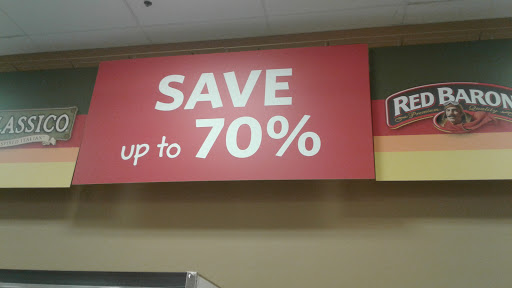 SAVE
up to 70%
ASSICO
RED BARON